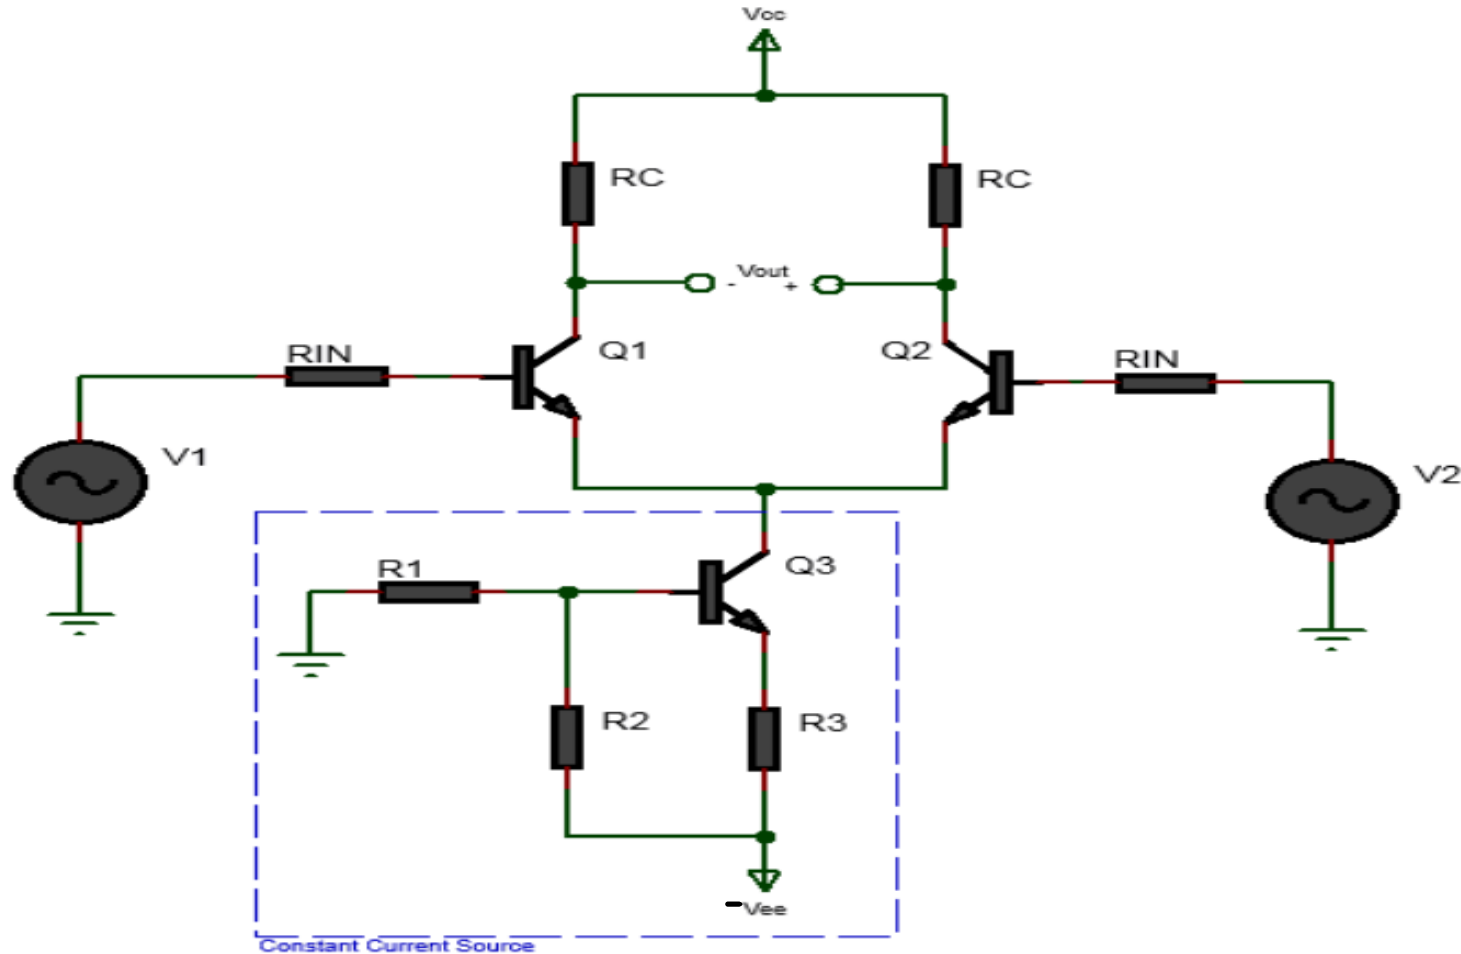 Vcc
RC
RC
Vout
- +
Q1
Q2
RIN
RIN
V1
V2
R1
Q3
R2
R3
-Vee
Constant Current Source